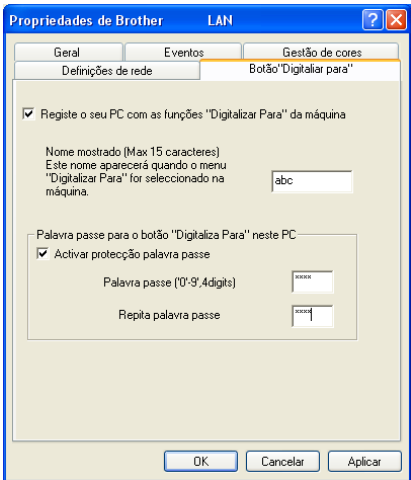 Propriedades de Brother LAN
Geral Eventos Gestão de cores
Definições de rede Botão"Digitaliar para"
Registe o seu PC com as funções "Digitalizar Para" da máquina
Nome mostrado (Max 15 caracteres)
Este nome aparecerá quando o menu
"Digitalizar Para" for seleccionado na
máquina.
abc
Palavra passe para o botão "Digitaliza Para" neste PC
Activar protecção palavra passe
Palavra passe ('0'-9',4digits)
xxxx
Repita palavra passe
xxxx
OK Cancelar Aplicar